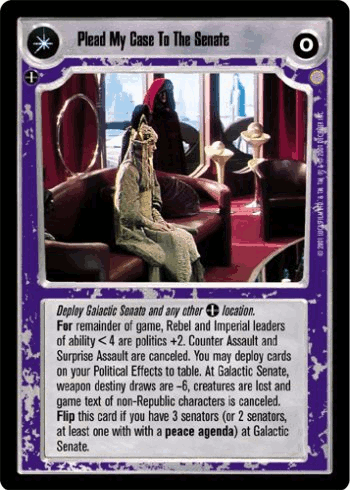 Plead My Case To The Senate
0
Deploy Galactic Senate and any other location.
For remainder of game, Rebel and Imperial leaders
of ability < 4 are politics +2. Counter Assault and
Surprise Assault are canceled. You may deploy cards
on your Political Effects to table. At Galactic Senate,
weapon destiny draws are –6, creatures are lost and
game text of non-Republic characters is canceled.
Flip this card if you have 3 senators (or 2 senators,
at least one with with a peace agenda) at Galactic
Senate.